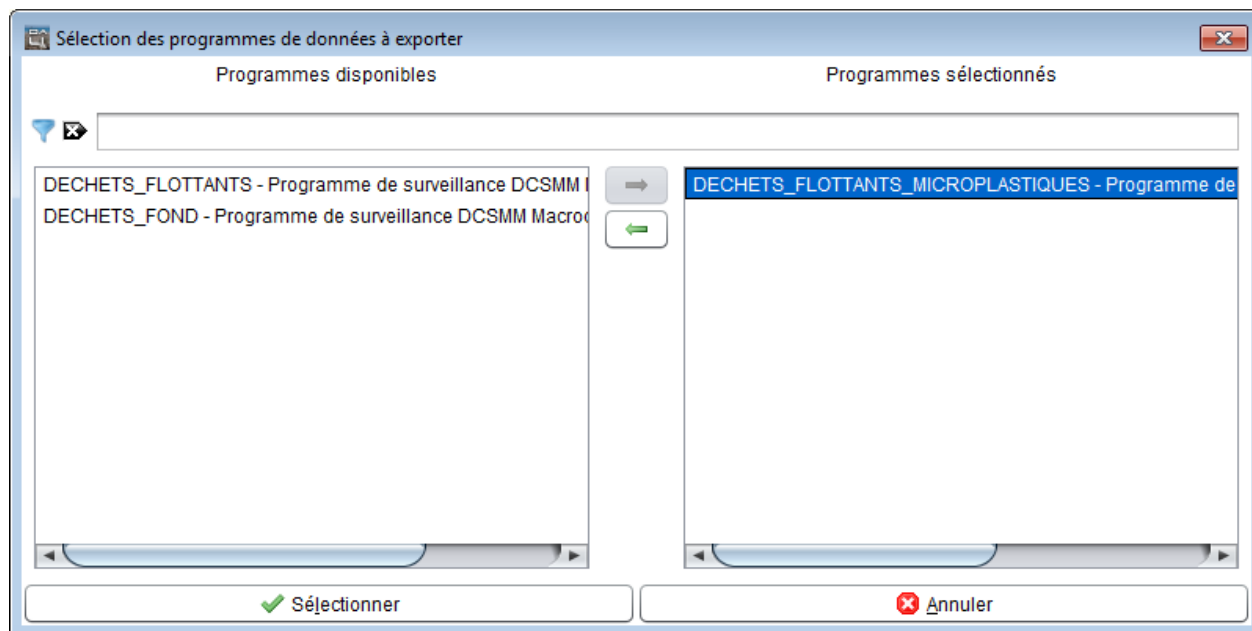 Sélection des programmes de données à exporter
Programmes disponibles
Programmes sélectionnés
DECHETS_FLOTTANTS - Programme de surveillance DCSMM
DECHETS_FOND - Programme de surveillance DCSMM
DECHETS_FLOTTANTS_MICROPLASTIQUES - Programme de
Sélectionner
Annuler